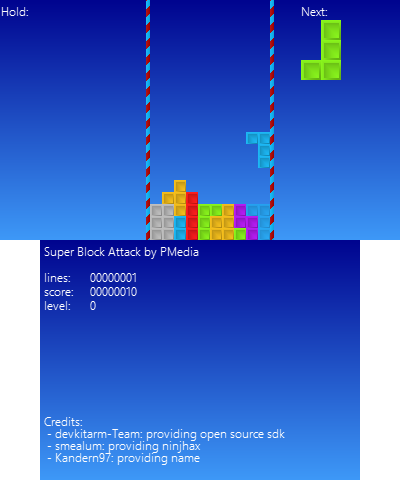 Hold:
Next:
Super Block Attack by PMedia
lines: 00000001
score: 00000010
level: 0
Credits:
- devkitarm-Team: providing open source sdk
- smealum: providing ninjhax
- Kandern97: providing name